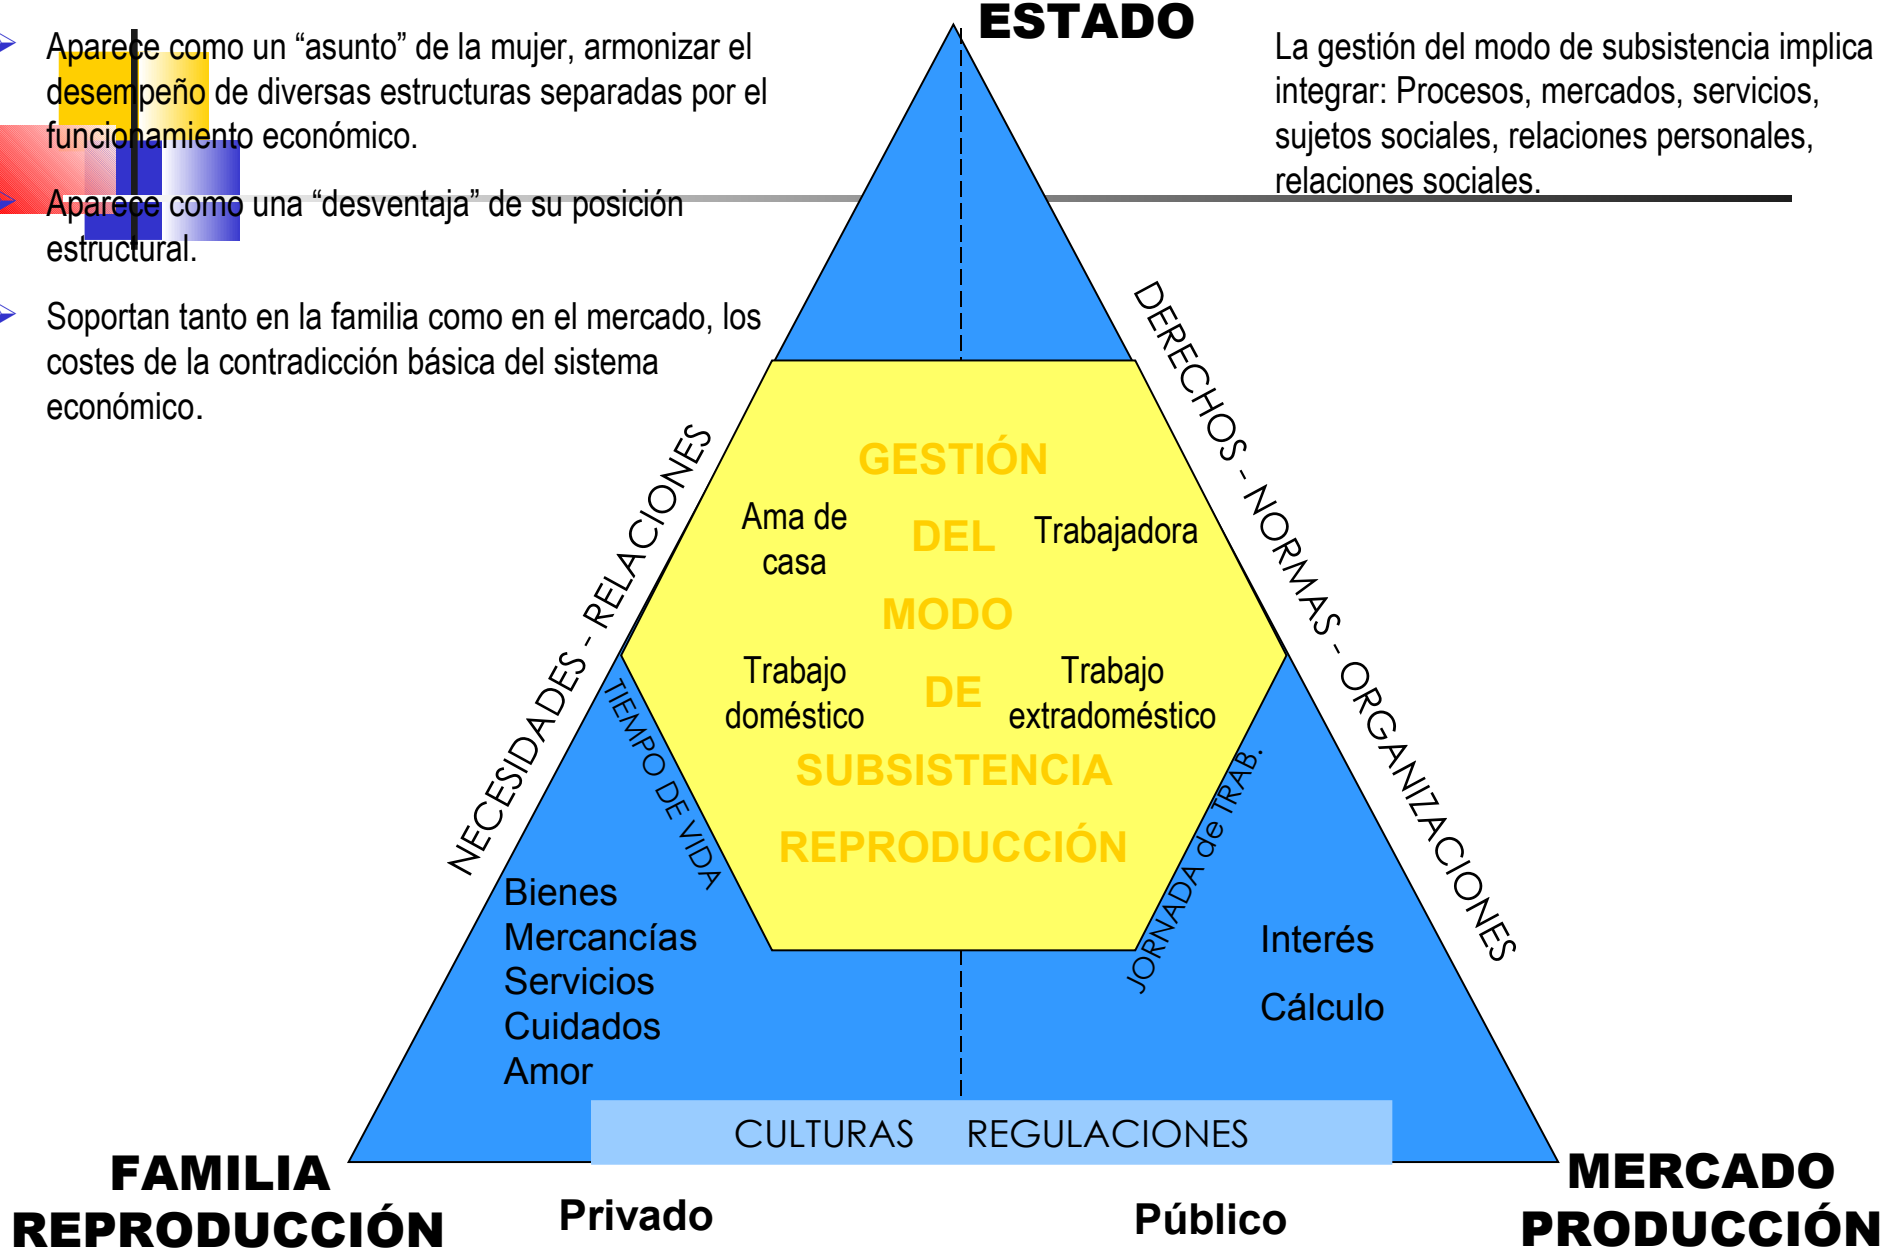 ESTADO
Aparece como un “asunto” de la mujer, armonizar el
desempeño de diversas estructuras separadas por el
funcionamiento económico.
Aparece como una “desventaja” de su posición
estructural.
Soportan tanto en la familia como en el mercado, los
costes de la contradicción básica del sistema
económico.
La gestión del modo de subsistencia implica
integrar: Procesos, mercados, servicios,
sujetos sociales, relaciones personales,
relaciones sociales.
NECESIDADES - RELACIONES
DERECHOS - NORMAS - ORGANIZACIONES
GESTIÓN
DEL
MODO
DE
SUBSISTENCIA
REPRODUCCIÓN
Ama de
casa
Trabajadora
Trabajo
doméstico
Trabajo
extradoméstico
TIEMPO DE VIDA
JORNADA de TRAB.
Bienes
Mercancías
Servicios
Cuidados
Amor
Interés
Cálculo
CULTURAS REGULACIONES
FAMILIA
REPRODUCCIÓN
Privado
Público
MERCADO
PRODUCCIÓN